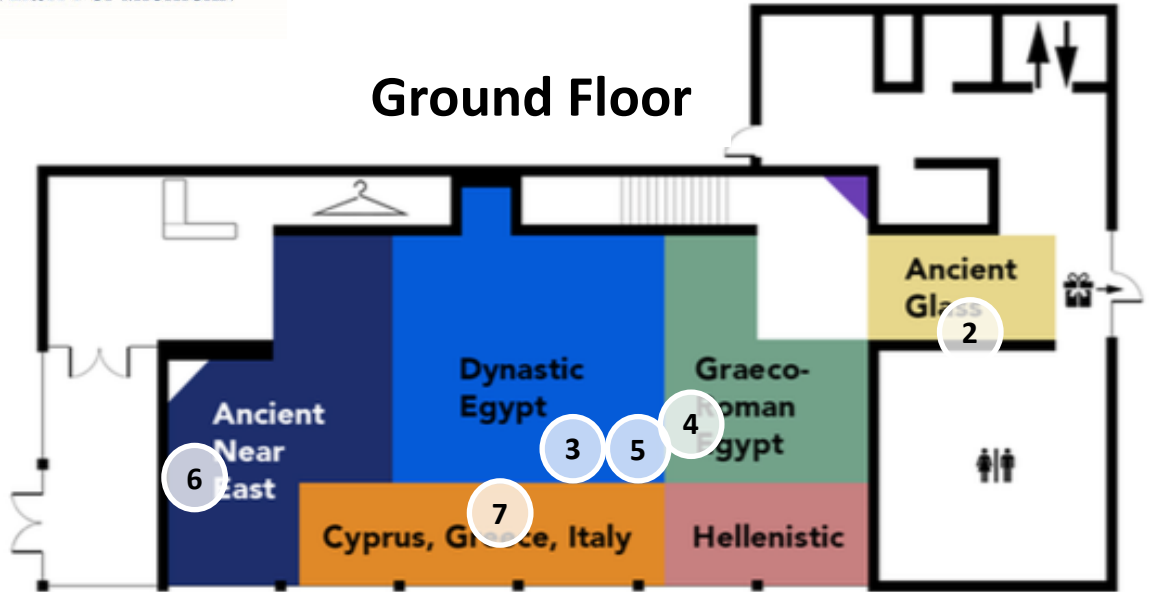 Ground Floor
Ancient
Glass
2
Dynastic
Egypt
Graeco-
Roman
Egypt
3
5
4
Ancient
Near
East
6
7
Cyprus, Greece, Italy
Hellenistic